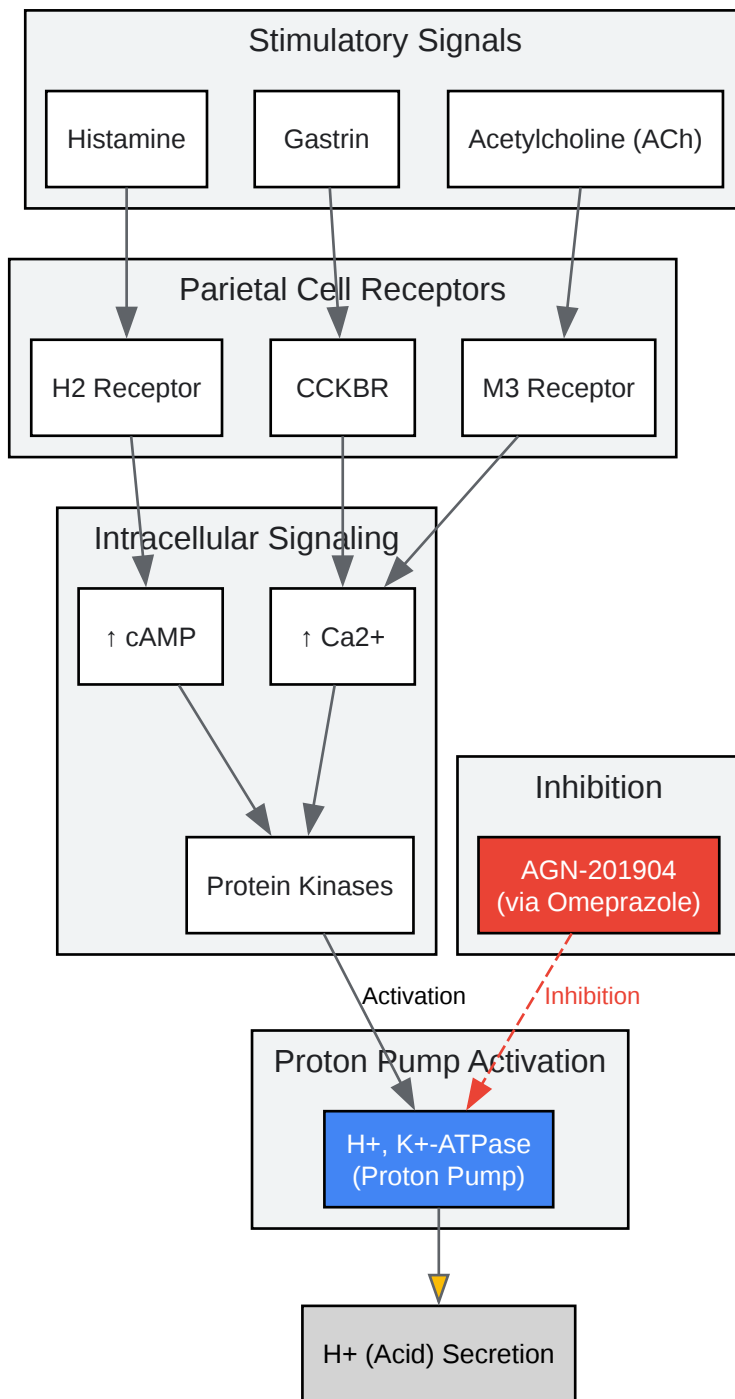 Stimulatory Signals
Histamine
Gastrin
Acetylcholine (ACh)
Parietal Cell Receptors
H2 Receptor
CCKBR
M3 Receptor
Intracellular Signaling
↑ cAMP
↑ Ca2+
Inhibition
Protein Kinases
AGN-201904
(via Omeprazole)
Activation
Inhibition
Proton Pump Activation
H+, K+-ATPase
(Proton Pump)
H+ (Acid) Secretion